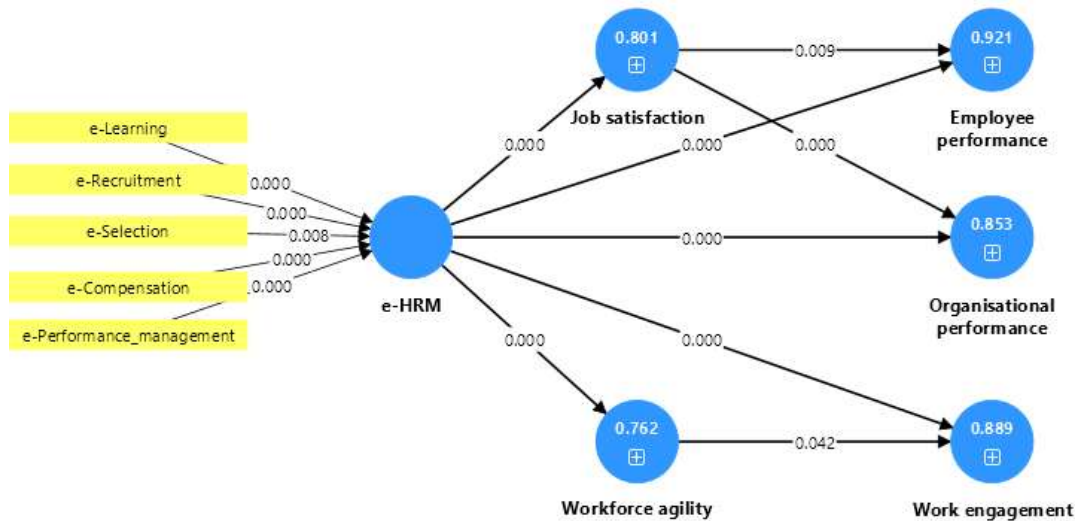 0.801
0.921
0.009
Job satisfaction
Employee
performance
e-Learning
0.000
0.000
0.000
e-Recruitment
0.000
0.000
e-Selection
0.008
0.000
0.853
e-HRM
0.000
e-Compensation
0.000
e-Performance_management
Organisational
performance
0.000
0.000
0.762
0.042
0.889
Workforce agility
Work engagement